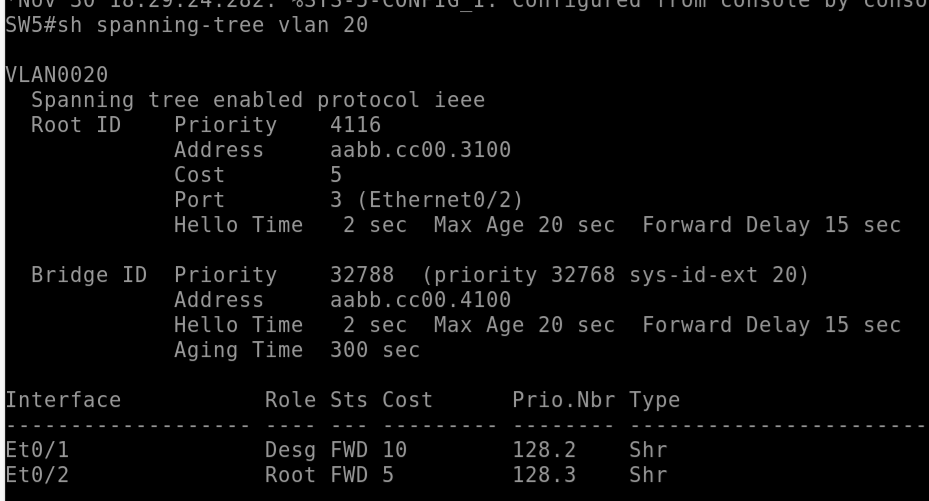 *Nov 30 18:29:24.282: %SYS-5-CONFIG_I: Configured from console by conso
SW5#sh spanning-tree vlan 20
VLAN0020
  Spanning tree enabled protocol ieee
  Root ID    Priority    4116
             Address     aabb.cc00.3100
             Cost        5
             Port        3 (Ethernet0/2)
             Hello Time   2 sec  Max Age 20 sec  Forward Delay 15 sec
  Bridge ID  Priority    32788  (priority 32768 sys-id-ext 20)
             Address     aabb.cc00.4100
             Hello Time   2 sec  Max Age 20 sec  Forward Delay 15 sec
             Aging Time  300 sec
Interface           Role Sts Cost      Prio.Nbr Type
------------------- ---- --- --------- -------- -----------------------
Et0/1               Desg FWD 10        128.2    Shr
Et0/2               Root FWD 5         128.3    Shr